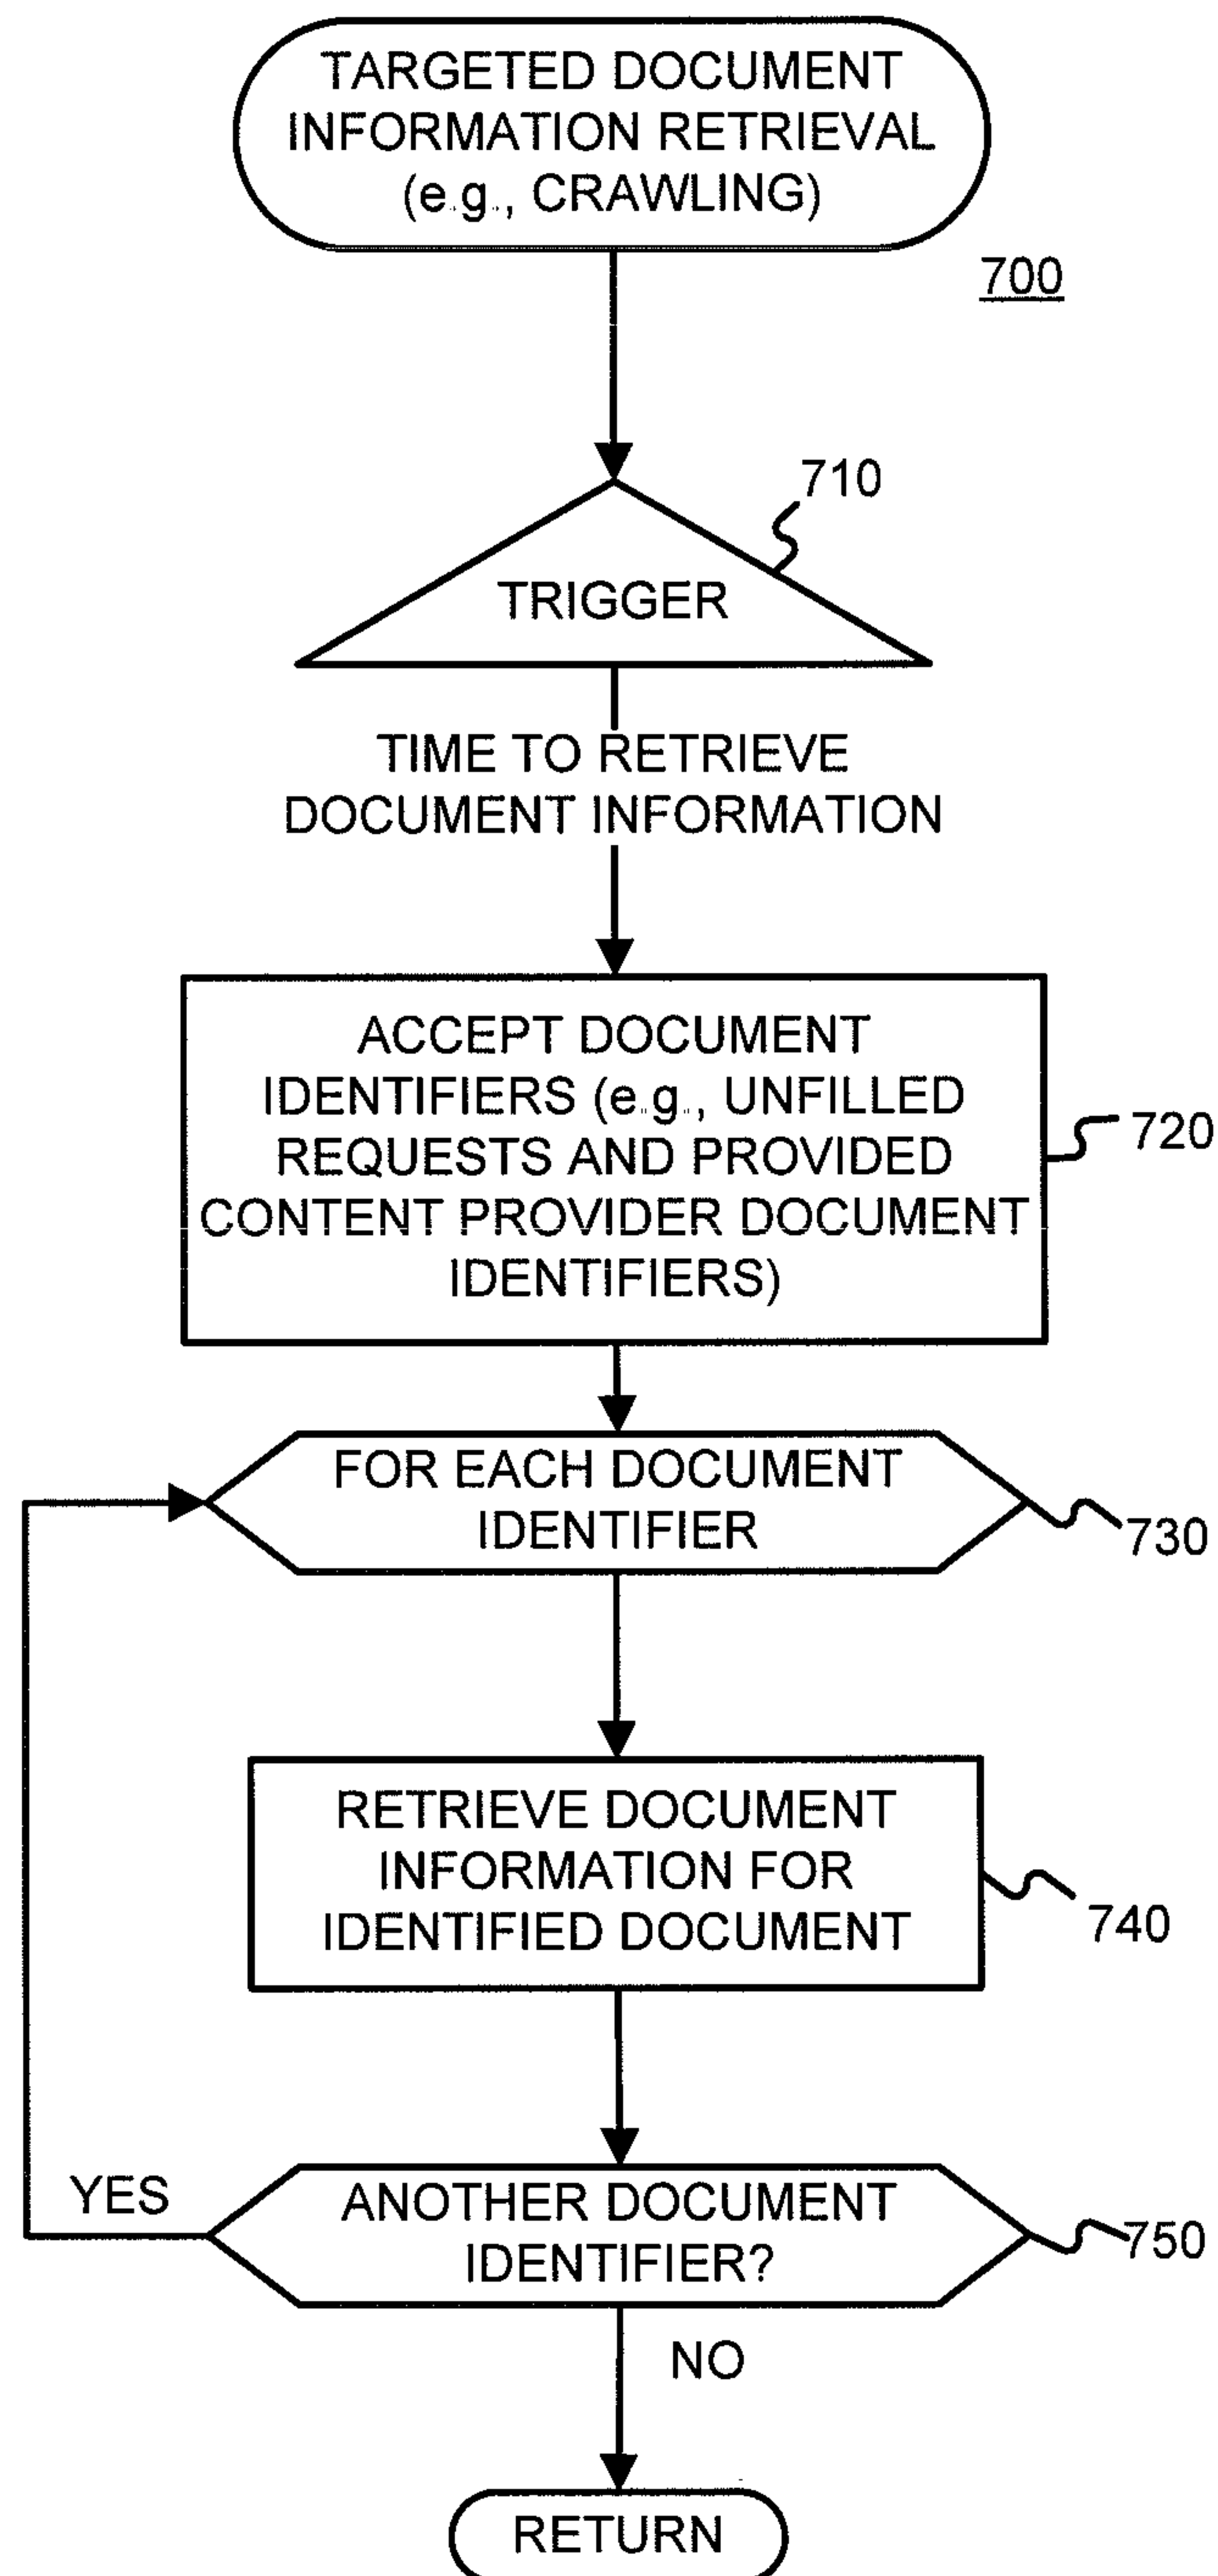 TARGETED DOCUMENT
INFORMATION RETRIEVAL
(e.g., CRAWLING)
700
710
TRIGGER
TIME TO RETRIEVE
DOCUMENT INFORMATION
ACCEPT DOCUMENT
IDENTIFIERS (e.g., UNFILLED
REQUESTS AND PROVIDED
CONTENT PROVIDER DOCUMENT
IDENTIFIERS)
720
FOR EACH DOCUMENT
IDENTIFIER
730
RETRIEVE DOCUMENT
INFORMATION FOR
IDENTIFIED DOCUMENT
740
YES
ANOTHER DOCUMENT
IDENTIFIER?
750
NO
RETURN